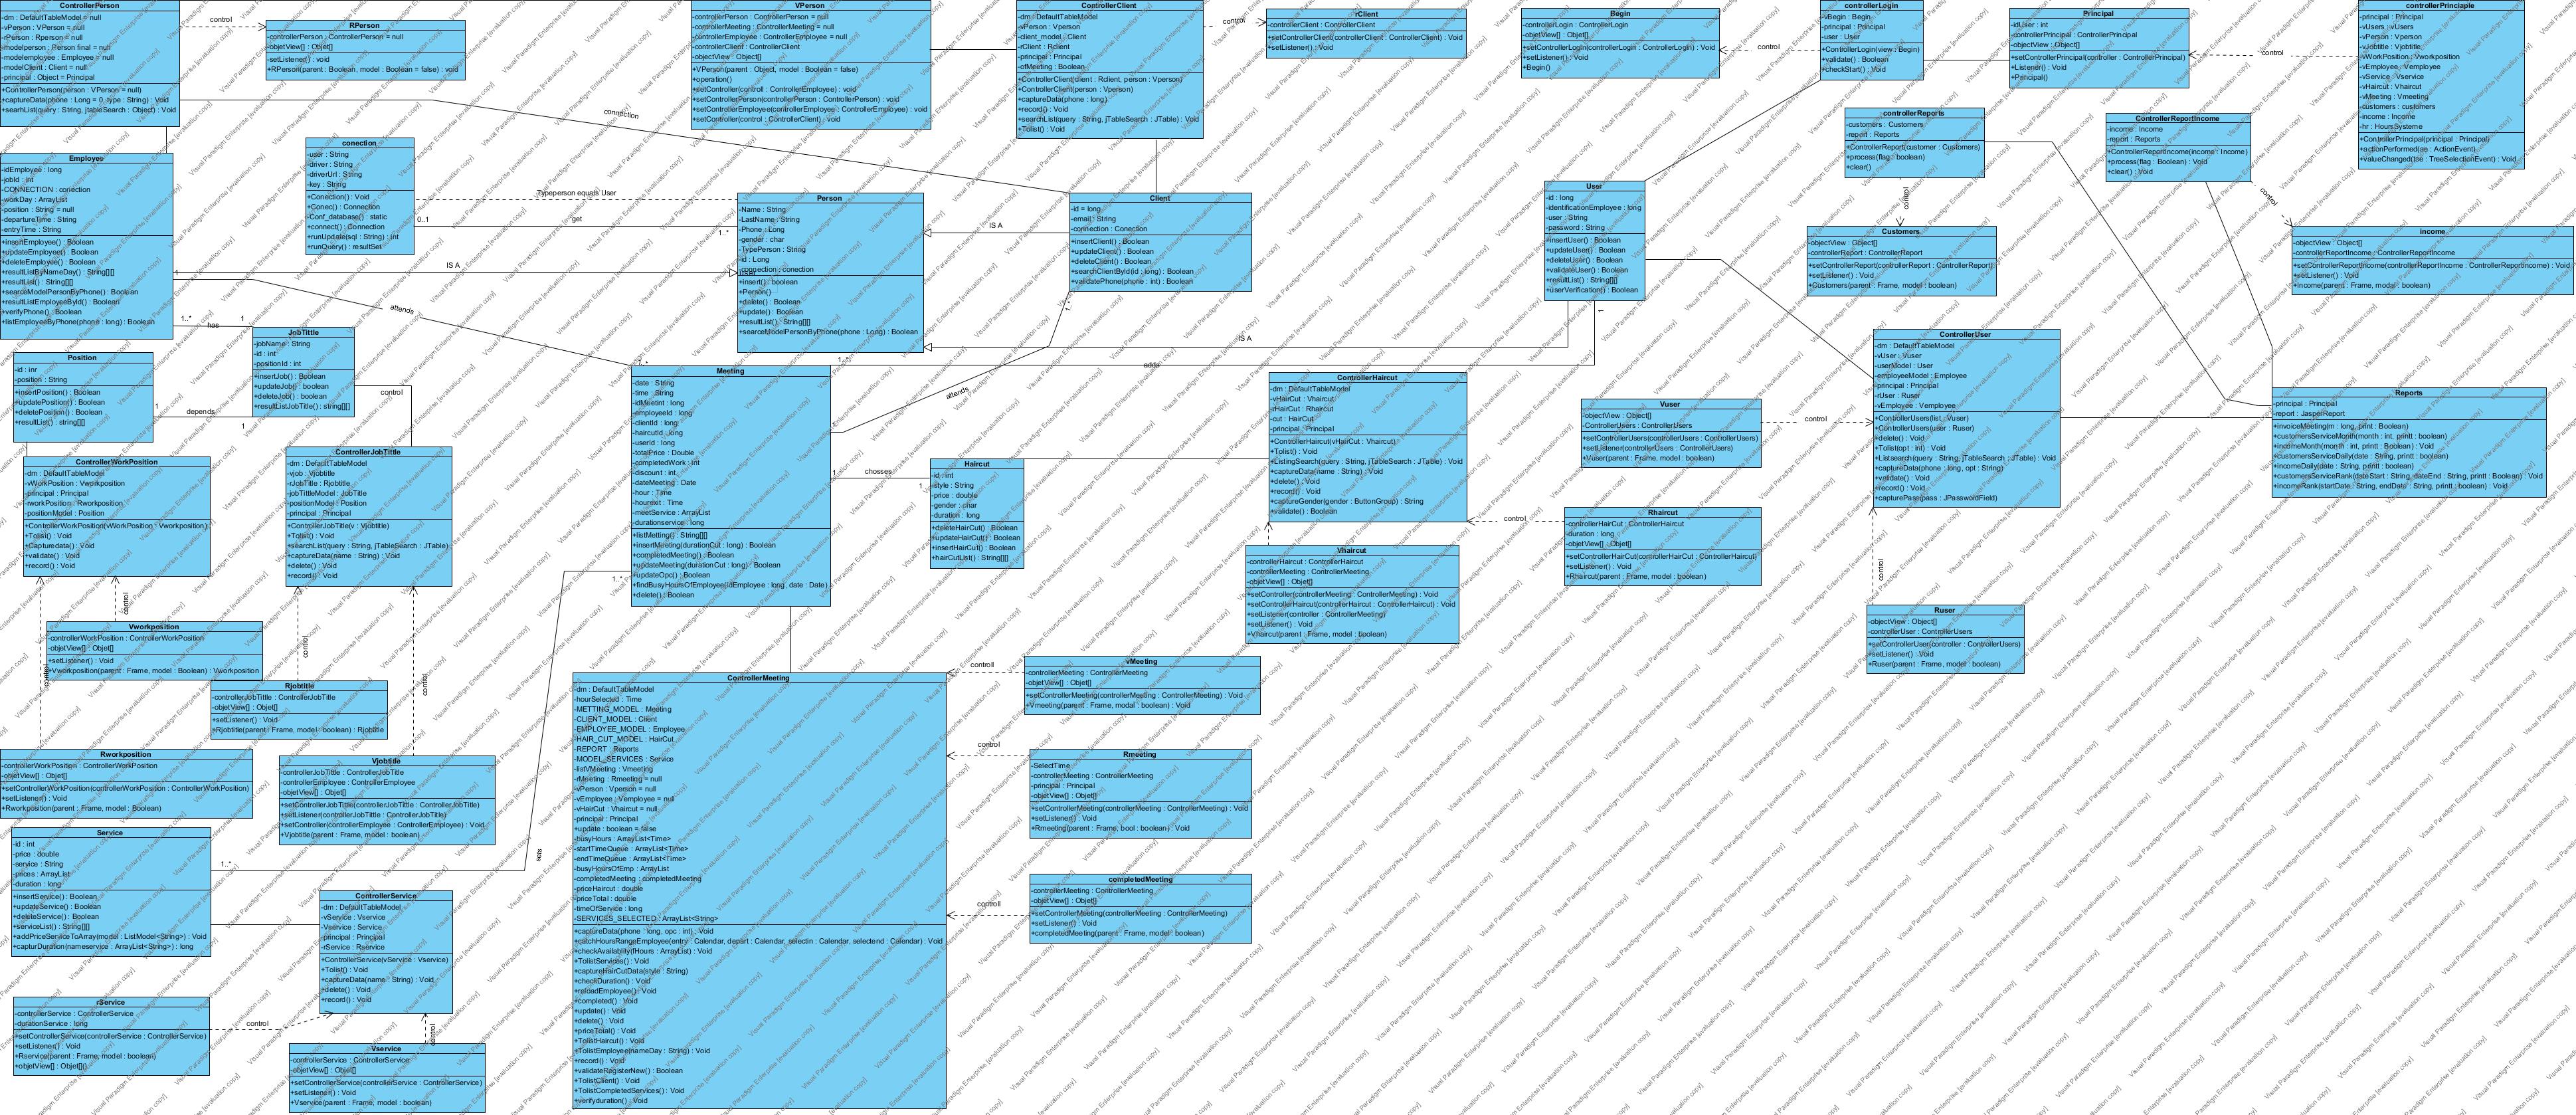 ControllerPerson
-dm : DefaultTableModel = null
-vPerson : VPerson = null
-rPerson : Rperson = null
-modelperson : Person final = null
-modelemployee : Employee = null
-modelClient : Client = null
-principal : Object = Principal
+ControllerPerson(person : VPerson = null)
+captureData(phone : Long = 0, type : String) : Void
+searhList(query : String, jtableSearch : Object) : Void
control
RPerson
-controllerPerson : ControllerPerson = null
-objetView[] : Objet[]
-setListener() : void
+RPerson(parent : Boolean, model : Boolean = false) : void
VPerson
-controllerPerson : ControllerPerson = null
-controllerMeeting : ControllerMeeting = null
-controllerEmployee : ControllerEmployee = null
-controllerClient : ControllerClient
-objectView : Object[]
+VPerson(parent : Object, model : Boolean = false)
+operation()
+setController(controll : ControllerEmployee) : void
+setControllerPerson(controllerPerson : ControllerPerson) : void
+setControllerEmployee(controllerEmployee : ControllerEmployee) : void
+setController(control : ControllerClient) : void
ControllerClient
-dm : DefaultTableModel
-vPerson : Vperson
-client_model : Client
-rClient : Rclient
-principal : Principal
-ofMeeting : Boolean
+ControllerClient(client : Rclient, person : Vperson)
+ControllerClient(person : Vperson)
+captureData(phone : long)
+record() : Void
+searchList(query : String, jTableSearch : JTable) : Void
+Tolist() : Void
control
rClient
-controllerClient : ControllerClient
+setControllerClient(controllerClient : ControllerClient) : Void
+setListener() : Void
Begin
-controllerLogin : ControllerLogin
-objetView[] : Objet[]
+setControllerLogin(controllerLogin : ControllerLogin) : Void
+setListener() : Void
+Begin()
control
controllerLogin
-vBegin : Begin
-principal : Principal
-user : User
+ControllerLogin(view : Begin)
+validate() : Boolean
+checkStart() : Void
Principal
-idUser : int
-controllerPrincipal : ControllerPrincipal
-objectView : Object[]
+setControllerPrincipal(controller : ControllerPrincipal)
+Listener() : Void
+Principal()
control
controllerPrinciaple
-principal : Principal
-vUsers : vUsers
-vPerson : Vperson
-vJobtitle : Vjobtitle
-vWorkPosition : Vworkposition
-vEmployee : Vemployee
-vService : Vservice
-vHaircut : Vhaircut
-vMeeting : Vmeeting
-customers : customers
-income : Income
-hr : HoursSysteme
+ControllerPrincipal(principal : Principal)
+actionPerformed(ae : ActionEvent)
+valueChanged(tse : TreeSelectionEvent) : Void
connection
conection
-user : String
-driver : String
-driverUrl : String
-key : String
+Conection() : Void
+Conec() : Connection
-Conf_database() : static
+connect() : Connection
+runUpdate(sql : String) : int
+runQuery() : resultSet
controllerReports
-customers : Customers
-report : Reports
+ControllerReport(customer : Customers)
+process(flag : boolean)
+clear()
ControllerReportIncome
-income : Income
-report : Reports
+ControllerReportIncome(income : Income)
+process(flag : Boolean) : Void
+clear() : Void
control
control
Employee
-idEmployee : long
-jobId : int
-CONNECTION : conection
-workDay : ArrayList
-position : String = null
-departureTime : String
-entryTime : String
+insertEmployee() : Boolean
+updateEmployee() : Boolean
+deleteEmployee() : Boolean
+resultListByNameDay() : String[][]
+resultList() : String[][]
+searceModelPersonByPhone() : Boolean
+resultListEmployeeById() : Boolean
+verifyPhone() : Boolean
+listEmployeeByPhone(phone : long) : Boolean
Typeperson equals User
0..1
get
1..*
Person
-Name : String
-LastName : String
-Phone : Long
-gender : char
-TypePerson : String
-id : Long
-connection : conection
+insert() : boolean
+Person()
+delete() : Boolean
+update() : Boolean
+resultList() : String[][]
+searceModelPersonByPhone(phone : Long) : Boolean
IS A
Client
-id = long
-email : String
-connection : Conection
+insertClient() : Boolean
+updateClient() : Boolean
+deleteClient() : Boolean
+searchClientById(id : long) : Boolean
+validatePhone(phone : int) : Boolean
User
-id : long
-identificationEmployee : long
-user : String
-password : String
+insertUser() : Boolean
+updateUser() : Boolean
+deleteUser() : Boolean
+validateUser() : Boolean
+resultList() : String[][]
+userVerification() : Boolean
Customers
-objectView : Object[]
-controllerReport : ControllerReport
+setControllerReport(controllerReport : ControllerReport)
+setListener() : Void
+Customers(parent : Frame, model : boolean)
income
-objectView : Object[]
-controllerReportIncome : ControllerReportIncome
+setControllerReportIncome(controllerReportIncome : ControllerReportIncome) : Void
+setListener() : Void
+Income(parent : Frame, model : boolean)
1
IS A
attends
1..*
has
1
1..*
1..*
1..*
IS A
1
adds
attends
JobTittle
-jobName : String
-id : int
-positionId : int
+insertJob() : Boolean
+updateJob() : boolean
+deleteJob() : Boolean
+resultListJobTitle() : string[][]
Position
-id : inr
-position : String
+insertPosition() : Boolean
+updatePosition() : Boolean
+deletePosition() : Boolean
+resultList() : string[][]
1
depends
1
control
Meeting
-date : String
-time : String
-idMeetint : long
-employeeId : long
-clientId : long
-haircutId : long
-userId : long
-totalPrice : Double
-completedWork : int
-discount : int
-dateMeeting : Date
-hour : Time
-hourexit : Time
-meetService : ArrayList
-durationservice : long
+listMetting() : String[][]
+insertMeeting(durationCut : long) : Boolean
+completedMeeting() : Boolean
+updateMeeting(durationCut : long) : Boolean
+updateOpc() : Boolean
+findBusyHoursOfEmployee(idEmployee : long, date : Date)
+delete() : Boolean
1
chosses
1
Haircut
-id : int
-style : String
-price : double
-gender : char
-duration : long
+deleteHairCut() : Boolean
+updateHairCut() : Boolean
+insertHairCut() : Boolean
+hairCutList() : String[][]
ControllerHaircut
-dm : DefaultTableModel
-vHairCut : Vhaircut
-rHairCut : Rhaircut
-cut : HairCut
-principal : Principal
+ControllerHaircut(vHairCut : Vhaircut)
+Tolist() : Void
+ListingSearch(query : String, jTableSearch : JTable) : Void
+captureData(name : String) : Void
+delete() : Void
+record() : Void
+captureGender(gender : ButtonGroup) : String
+validate() : Boolean
Vuser
-objectView : Object[]
-ControllerUsers : ControllerUsers
+setControllerUsers(controllerUsers : ControllerUsers)
+setListener(controllerUsers : ControllerUsers)
+Vuser(parent : Frame, model : boolean)
control
ControllerUser
-dm : DefaultTableModel
-vUser : Vuser
-userModel : User
-employeeModel : Employee
-principal : Principal
-rUser : Ruser
-vEmployee : Vemployee
+ControllerUsers(list : Vuser)
+ControllerUsers(user : Ruser)
+delete() : Void
+Tolist(opt : int) : Void
+Listsearch(query : String, jTableSearch : JTable) : Void
+captureData(phone : long, opt : String)
+validate() : Void
+record() : Void
+capturePass(pass : JPasswordField)
Reports
-principal : Principal
-report : JasperReport
+invoiceMeeting(m : long, print : Boolean)
+customersServiceMonth(month : int, printt : boolean)
+incomeMonth(month : int, printt : boolean) : Void
+customersServiceDaily(date : String, printt : boolean)
+incomeDaily(date : String, printt : boolean)
+customersServiceRank(dateStart : String, dateEnd : String, printt : Boolean) : Void
+incomeRank(startDate : String, endDate : String, printt : boolean) : Void
ControllerWorkPosition
-dm : DefaultTableModel
-vWorkPosition : Vworkposition
-principal : Principal
-rworkPosition : Rworkposition
-positionModel : Position
+ControllerWorkPosition(vWorkPosition : Vworkposition)
+Tolist() : Void
+Capturedata() : Void
+validate() : Void
+record() : Void
ControllerJobTittle
-dm : DefaultTableModel
-vjob : Vjobtitle
-rJobTitle : Rjobtitle
-jobTittleModel : JobTitle
-positionModel : Position
-principal : Principal
+ControllerJobTitle(v : Vjobtitle)
+Tolist() : Void
+searchList(query : String, jTableSearch : JTable)
+captureData(name : String) : Void
+delete() : Void
+record() : Void
control
Rhaircut
-controllerHairCut : ControllerHaircut
-duration : long
-objetView[] : Objet[]
+setControllerHairCut(controllerHairCut : ControllerHaircut)
+setListener() : Void
+Rhaircut(parent : Frame, model : boolean)
Vhaircut
-controllerHaircut : ControllerHaircut
-controllerMeeting : ControllerMeeting
-objetView[] : Objet[]
+setController(controllerMeeting : ControllerMeeting) : Void
+setControllerHaircut(controllerHaircut : ControllerHaircut) : Void
+setListener(controller : ControllerMeeting)
+setListener() : Void
+Vhaircut(parent : Frame, model : boolean)
control
Ruser
-objectView : Object[]
-controllerUser : ControllerUsers
+setControllerUser(controller : ControllerUsers)
+setListener() : Void
+Ruser(parent : Frame, model : boolean)
1..*
control
control
control
control
Vworkposition
-controllerWorkPosition : ControllerWorkPosition
-objetView[] : Objet[]
+setListener() : Void
+Vworkposition(parent : Frame, model : Boolean) : Vworkposition
Rjobtitle
-controllerJobTitle : ControllerJobTitle
-objetView[] : Objet[]
+setListener() : Void
+Rjobtitle(parent : Frame, model : boolean) : Rjobtitle
Rworkposition
-controllerWorkPosition : ControllerWorkPosition
-objetView[] : Objet[]
+setControllerWorkPosition(controllerWorkPosition : ControllerWorkPosition)
+setListener() : Void
+Rworkposition(parent : Frame, model : Boolean)
Vjobtitle
-controllerJobTitle : ControllerJobTitle
-controllerEmployee : ControllerEmployee
-objetView[] : Objet[]
+setControllerJobTitle(controllerJobTittle : ControllerJobTitle)
+setListener(controllerJobTittle : ControllerJobTitle)
+setController(controllerEmployee : ControllerEmployee) : Void
+Vjobtitle(parent : Frame, model : boolean)
ControllerMeeting
-dm : DefaultTableModel
-hourSelected : Time
-METTING_MODEL : Meeting
-CLIENT_MODEL : Client
-EMPLOYEE_MODEL : Employee
-HAIR_CUT_MODEL : HairCut
-REPORT : Reports
-MODEL_SERVICES : Service
-listVMeeting : Vmeeting
-rMeeting : Rmeeting = null
-vPerson : Vperson = null
-vEmployee : Vemployee = null
-vHairCut : Vhaircut = null
-principal : Principal
+update : boolean = false
-busyHours : ArrayList<Time>
-startTimeQueue : ArrayList<Time>
-endTimeQueue : ArrayList<Time>
-busyHoursOfEmp : ArrayList
-completedMeeting : completedMeeting
-priceHaircut : double
-priceTotal : double
-timeOfService : long
-SERVICES_SELECTED : ArrayList<String>
+captureData(phone : long, opc : int) : Void
+catchHoursRangeEmployee(entry : Calendar, depart : Calendar, selectin : Calendar, selectend : Calendar) : Void
+checkAvailablity(fHours : ArrayList) : Void
+TolistServices() : Void
+captureHairCutData(style : String)
+checkDuration() : Void
+reloadEmployee() : Void
+completed() : Void
+update() : Void
+delete() : Void
+priceTotal() : Void
+TolistHaircut() : Void
+TolistEmployee(nameDay : String) : Void
+record() : Void
+validateRegisterNew() : Boolean
+TolistClient() : Void
+TolistCompletedServices() : Void
+verifyduration() : Void
controll
vMeeting
-controllerMeeting : ControllerMeeting
-objetView[] : Objet[]
+setControllerMeeting(controllerMeeting : ControllerMeeting) : Void
+Vmeeting(parent : Frame, modal : boolean) : Void
control
Rmeeting
-SelectTime
-controllerMeeting : ControllerMeeting
-principal : Principal
-objetView[] : Objet[]
+setControllerMeeting(controllerMeeting : ControllerMeeting) : Void
+setListener() : Void
+Rmeeting(parent : Frame, bool : boolean) : Void
controll
completedMeeting
-controllerMeeting : ControllerMeeting
-objetView[] : Objet[]
+setControllerMeeting(controllerMeeting : ControllerMeeting)
+setListener() : Void
+completedMeeting(parent : Frame, model : boolean)
Service
-id : int
-price : double
-service : String
-prices : ArrayList
-duration : long
+insertService() : Boolean
+updateService() : Boolean
+deleteService() : Boolean
+serviceList() : String[][]
+addPriceServiceToArray(model : ListModel<String>) : Void
+capturDuration(nameservice : ArrayList<String>) : long
1..*
sets
ControllerService
-dm : DefaultTableModel
-vService : Vservice
-Vservice : Service
-principal : Principal
-rService : Rservice
+ControllerService(vService : Vservice)
+Tolist() : Void
+captureData(name : String) : Void
+delete() : Void
+record() : Void
rService
-controllerService : ControllerService
-durationService : long
+setControllerService(controllerService : ControllerService)
+setListener() : Void
+Rservice(parent : Frame, model : boolean)
+objetView[] : Objet[]()
control
control
Vservice
-controllerService : ControllerService
-objetView[] : Objet[]
+setControllerService(controllerService : ControllerService)
+setListener() : Void
+Vservice(parent : Frame, model : boolean)
Visual Paradigm Enterprise [evaluation copy]